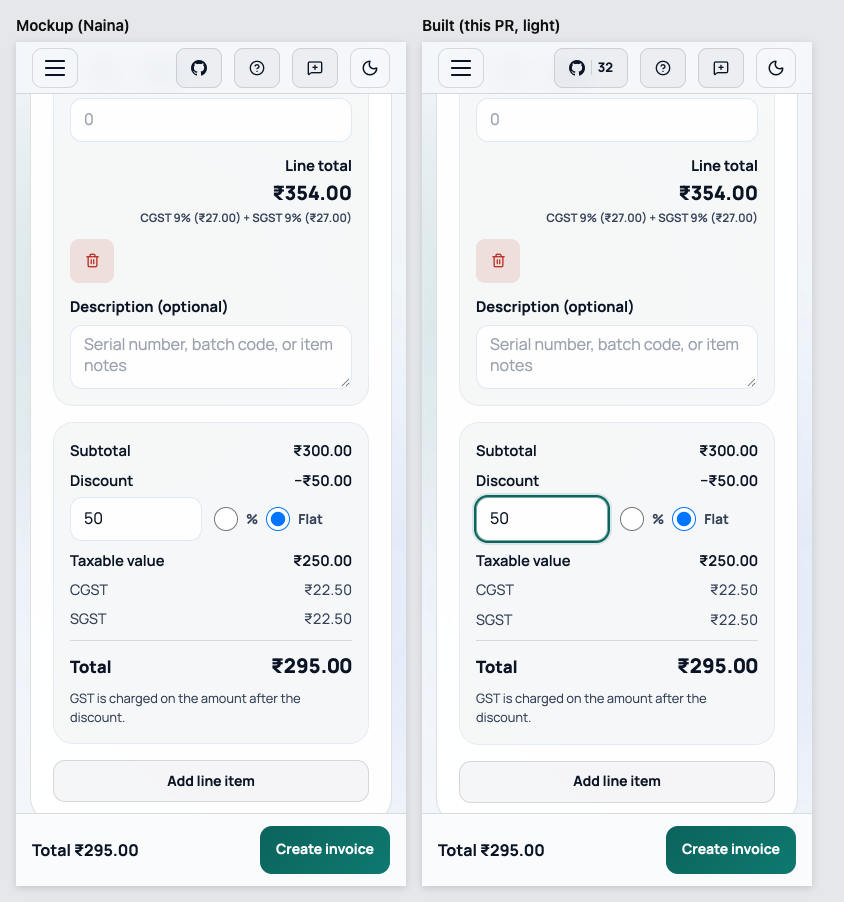 Mockup (Naina)
0
Line total
₹354.00
CGST 9% (₹27.00) + SGST 9% (₹27.00)
Description (optional)
Serial number, batch code, or item
notes
Subtotal ₹300.00
Discount −₹50.00
50 % Flat
Taxable value ₹250.00
CGST ₹22.50
SGST ₹22.50
Total ₹295.00
GST is charged on the amount after the
discount.
Add line item
Total ₹295.00 Create invoice
Built (this PR, light)
32
0
Line total
₹354.00
CGST 9% (₹27.00) + SGST 9% (₹27.00)
Description (optional)
Serial number, batch code, or item
notes
Subtotal ₹300.00
Discount −₹50.00
50 % Flat
Taxable value ₹250.00
CGST ₹22.50
SGST ₹22.50
Total ₹295.00
GST is charged on the amount after the
discount.
Add line item
Total ₹295.00 Create invoice